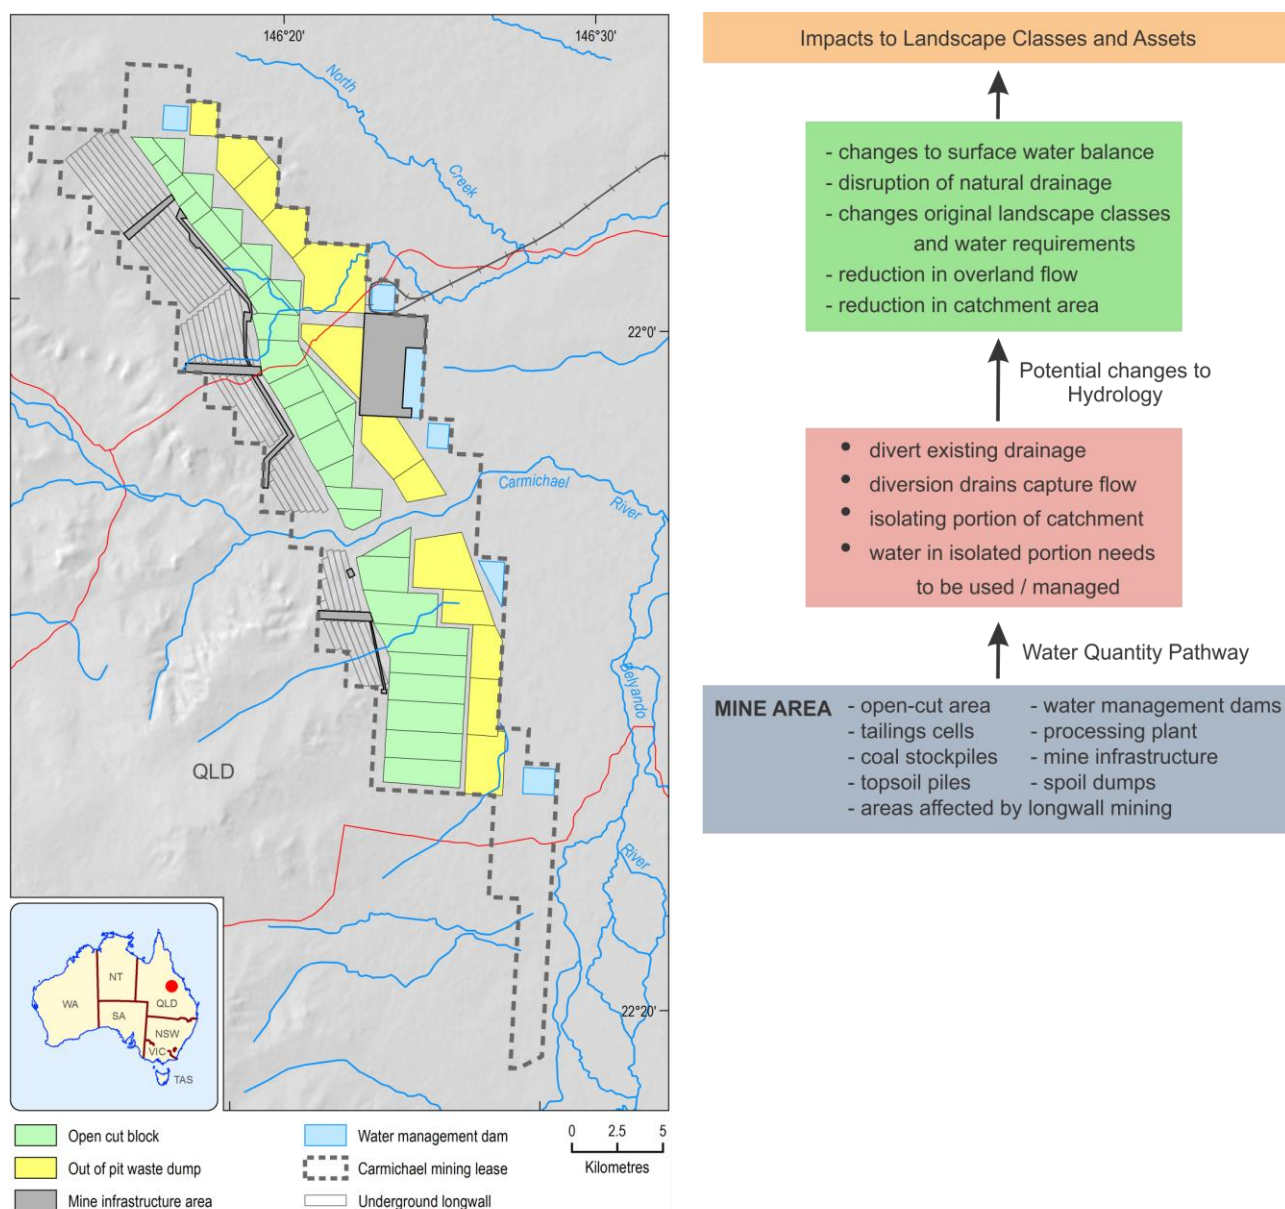 146°20'
146°30'
North
Creek
22°0'
Carmichael
River
Belyando
QLD
River
22°20'
NT
WA
QLD
SA
NSW
VIC
TAS
Open cut block
Out of pit waste dump
Mine infrastructure area
Water management dam
Carmichael mining lease
Underground longwall
0 2.5 5
Kilometres
Impacts to Landscape Classes and Assets
- changes to surface water balance
- disruption of natural drainage
- changes original landscape classes
and water requirements
- reduction in overland flow
- reduction in catchment area
Potential changes to
Hydrology
• divert existing drainage
• diversion drains capture flow
• isolating portion of catchment
• water in isolated portion needs
to be used / managed
Water Quantity Pathway
MINE AREA - open-cut area - water management dams
- tailings cells - processing plant
- coal stockpiles - mine infrastructure
- topsoil piles - spoil dumps
- areas affected by longwall mining